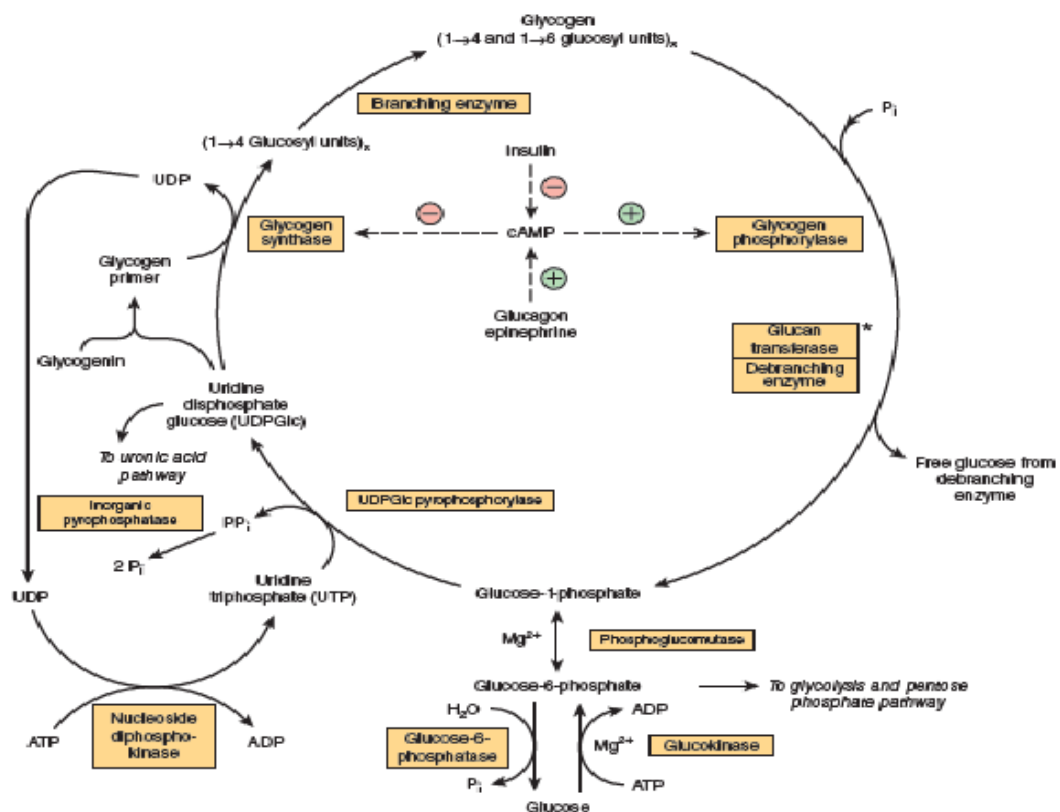 Glycogen
(1→4 and 1→6 glucosyl units)ₓ
Branching enzyme
Pᵢ
(1→4 Glucosyl units)ₓ
Insulin
UDP
−
−
+
Glycogen
synthase
cAMP
Glycogen
phosphorylase
Glycogen
primer
+
Glucagon
epinephrine
Glucan
transferase
*
Glycogenin
Debranching
enzyme
Uridine
disphosphate
glucose (UDPGlc)
To uronic acid
pathway
Free glucose from
debranching
enzyme
Inorganic
pyrophosphatase
UDPGlc pyrophosphorylase
PPᵢ
2 Pᵢ
UDP
Uridine
triphosphate (UTP)
Glucose-1-phosphate
Mg²⁺
Phosphoglucomutase
Glucose-6-phosphate
To glycolysis and pentose
phosphate pathway
H₂O
ADP
Nucleoside
diphospho-
kinase
ATP
ADP
Glucose-6-
phosphatase
Mg²⁺
Glucokinase
Pᵢ
ATP
Glucose